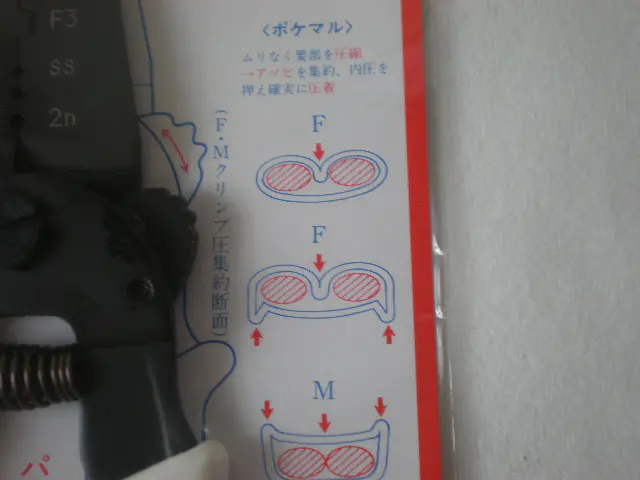 F3
ss
2n
〈ポケマル〉
ムリなく要部を圧縮
→アソビを集約、内圧を
押え確実に圧着
(F・Mクリンプ圧集約断面)
F
F
M
パ